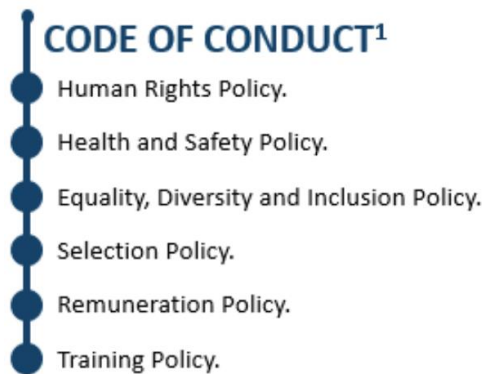 CODE OF CONDUCT¹
Human Rights Policy.
Health and Safety Policy.
Equality, Diversity and Inclusion Policy.
Selection Policy.
Remuneration Policy.
Training Policy.